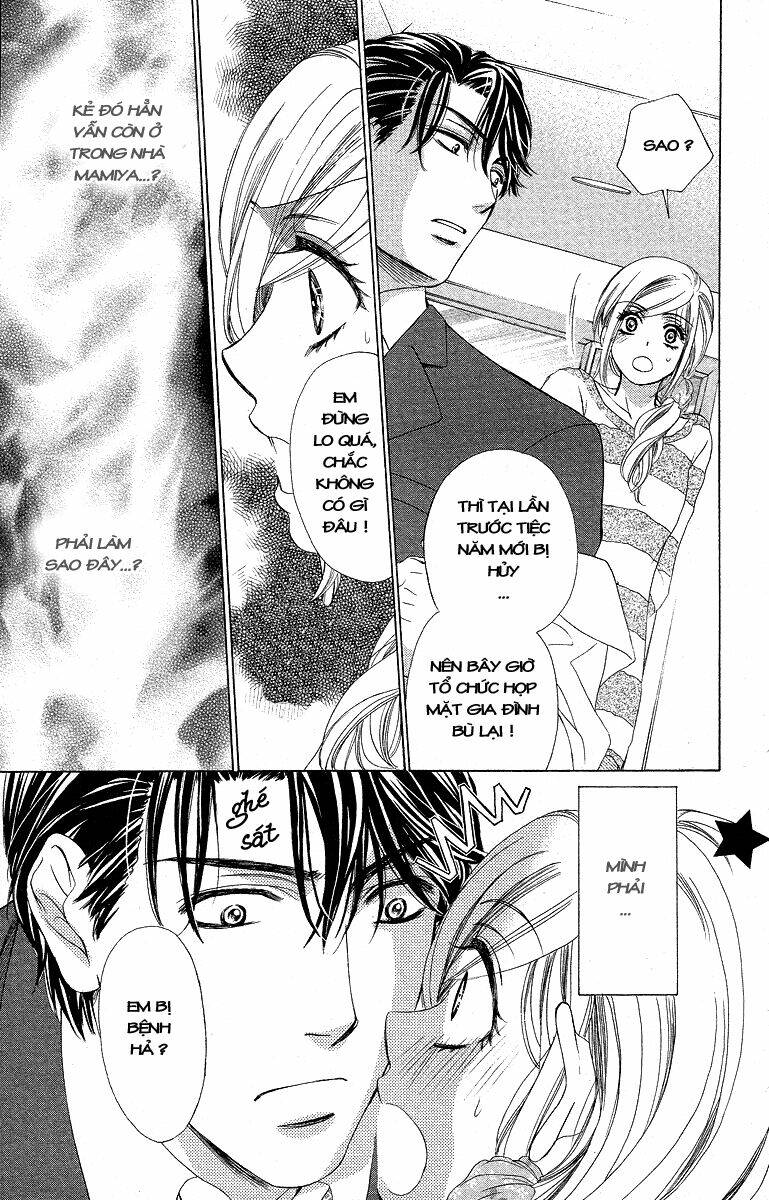 SAO ?
THÌ TẠI LẦN
TRƯỚC TIỆC
NĂM MỚI BỊ
HỦY
...
NÊN BÂY GIỜ
TỔ CHỨC HỌP
MẶT GIA ĐÌNH
BÙ LẠI !
EM
ĐỪNG
LO QUÁ,
CHẮC
KHÔNG
CÓ GÌ
ĐÂU !
KẺ ĐÓ HẲN
VẪN CÒN Ở
TRONG NHÀ
MAMIYA...?
PHẢI LÀM
SAO ĐÂY...?
MÌNH
PHẢI
...
ghé
sát
EM BỊ
BỆNH
HẢ ?